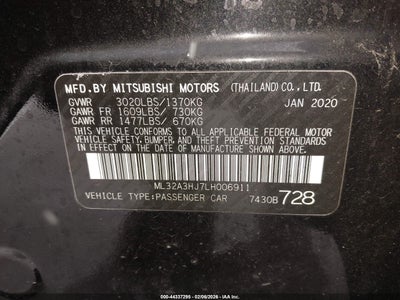 MFD.BY MITSUBISHI MOTORS (THAILAND) CO., LTD.
GVWR 3020LBS/1370KG JAN 2020
GAWR FR 1609LBS/ 730KG
GAWR RR 1477LBS/ 670KG
THIS VEHICLE CONFORMS TO ALL APPLICABLE FEDERAL MOTOR
VEHICLE SAFETY, BUMPER, AND THEFT PREVENTION
STANDARDS IN EFFECT ON THE DATE OF MANUFACTURE
SHOWN ABOVE.
ML32A3HJ7LH006911
VEHICLE TYPE:PASSENGER CAR 7430B 728
© 44337295 - 02/08/2026 - IAA Inc.